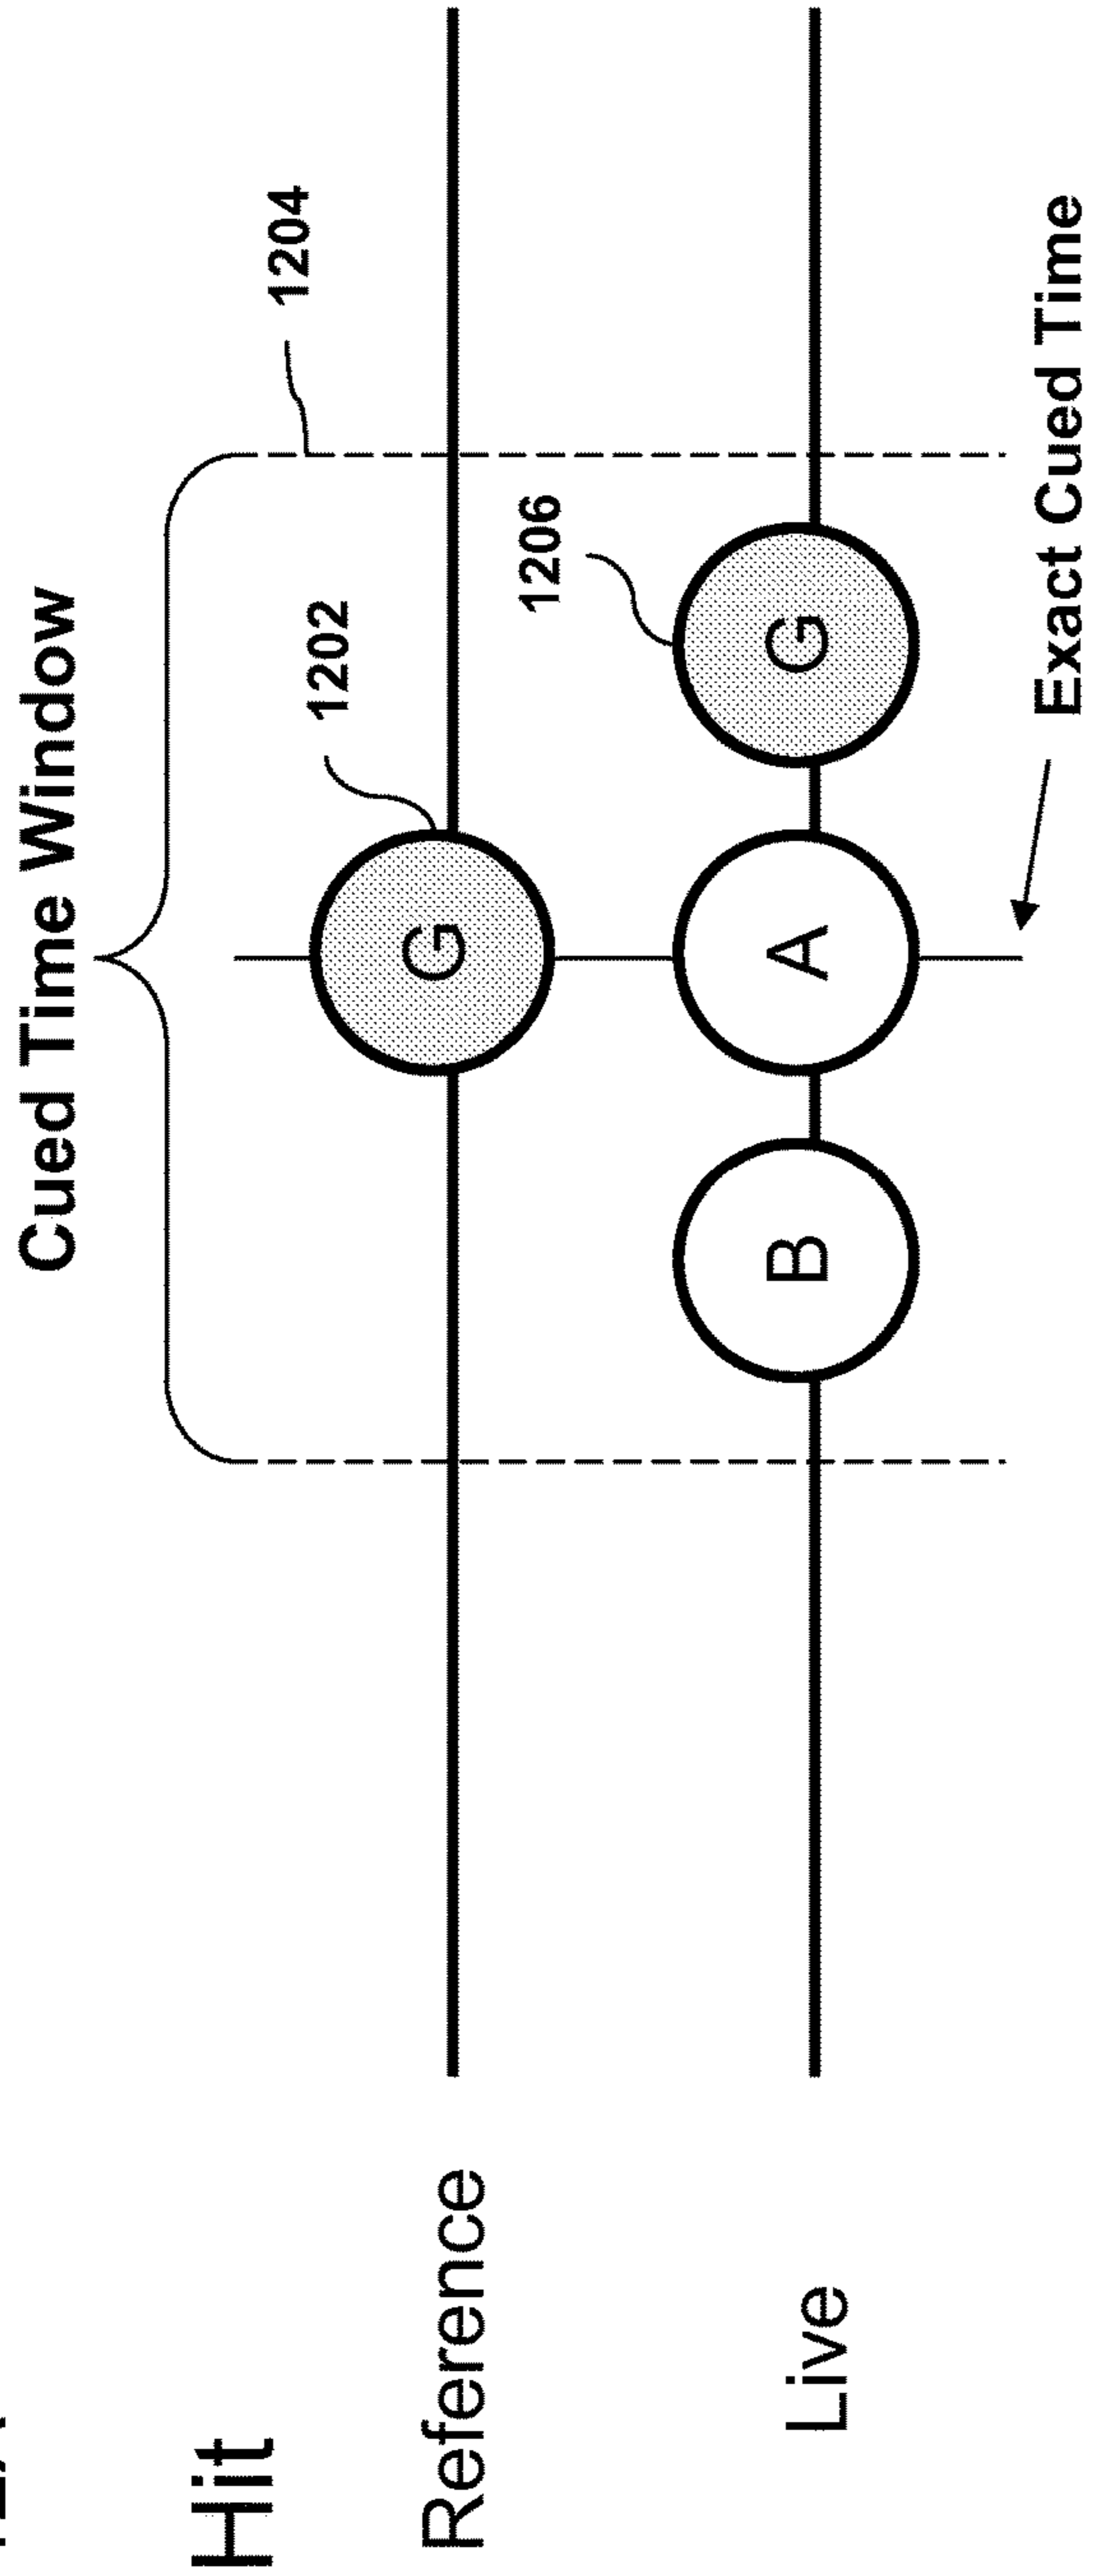 Hit
Cued Time Window
1204
1202
Reference
G
1206
Live
B
A
G
Exact Cued Time